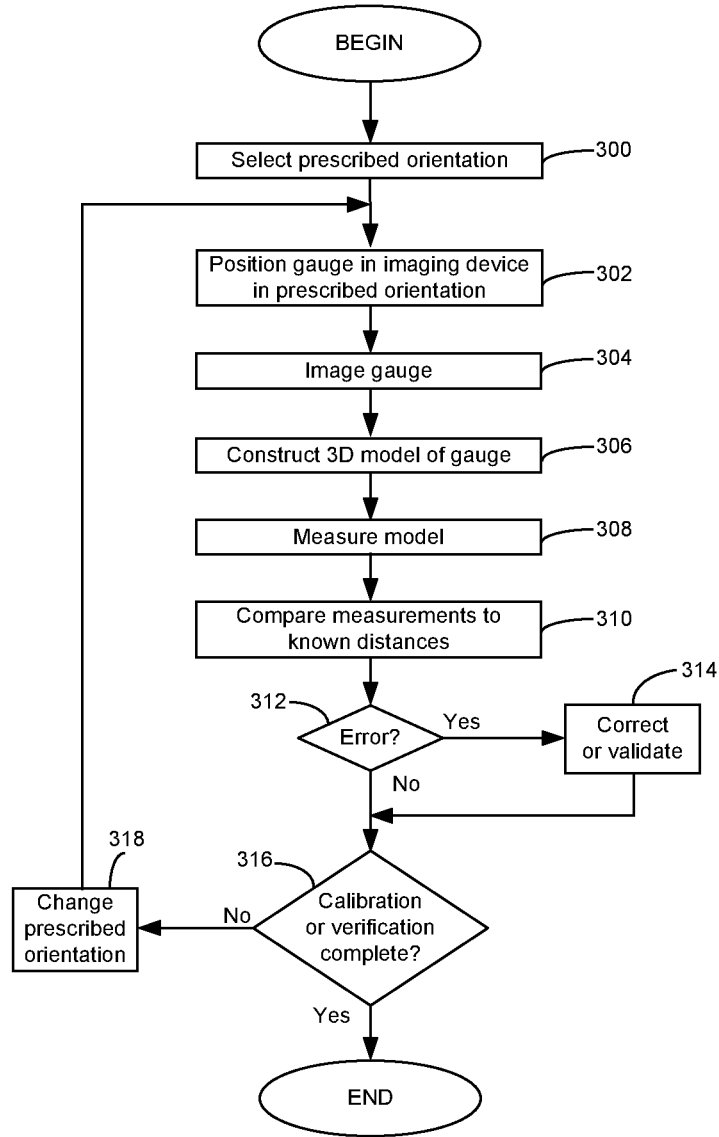 BEGIN
Select prescribed orientation
300
Position gauge in imaging device
in prescribed orientation
302
Image gauge
304
Construct 3D model of gauge
306
Measure model
308
Compare measurements to
known distances
310
312
Error?
Yes
No
314
Correct
or validate
316
Calibration
or verification
complete?
No
Yes
318
Change
prescribed
orientation
END